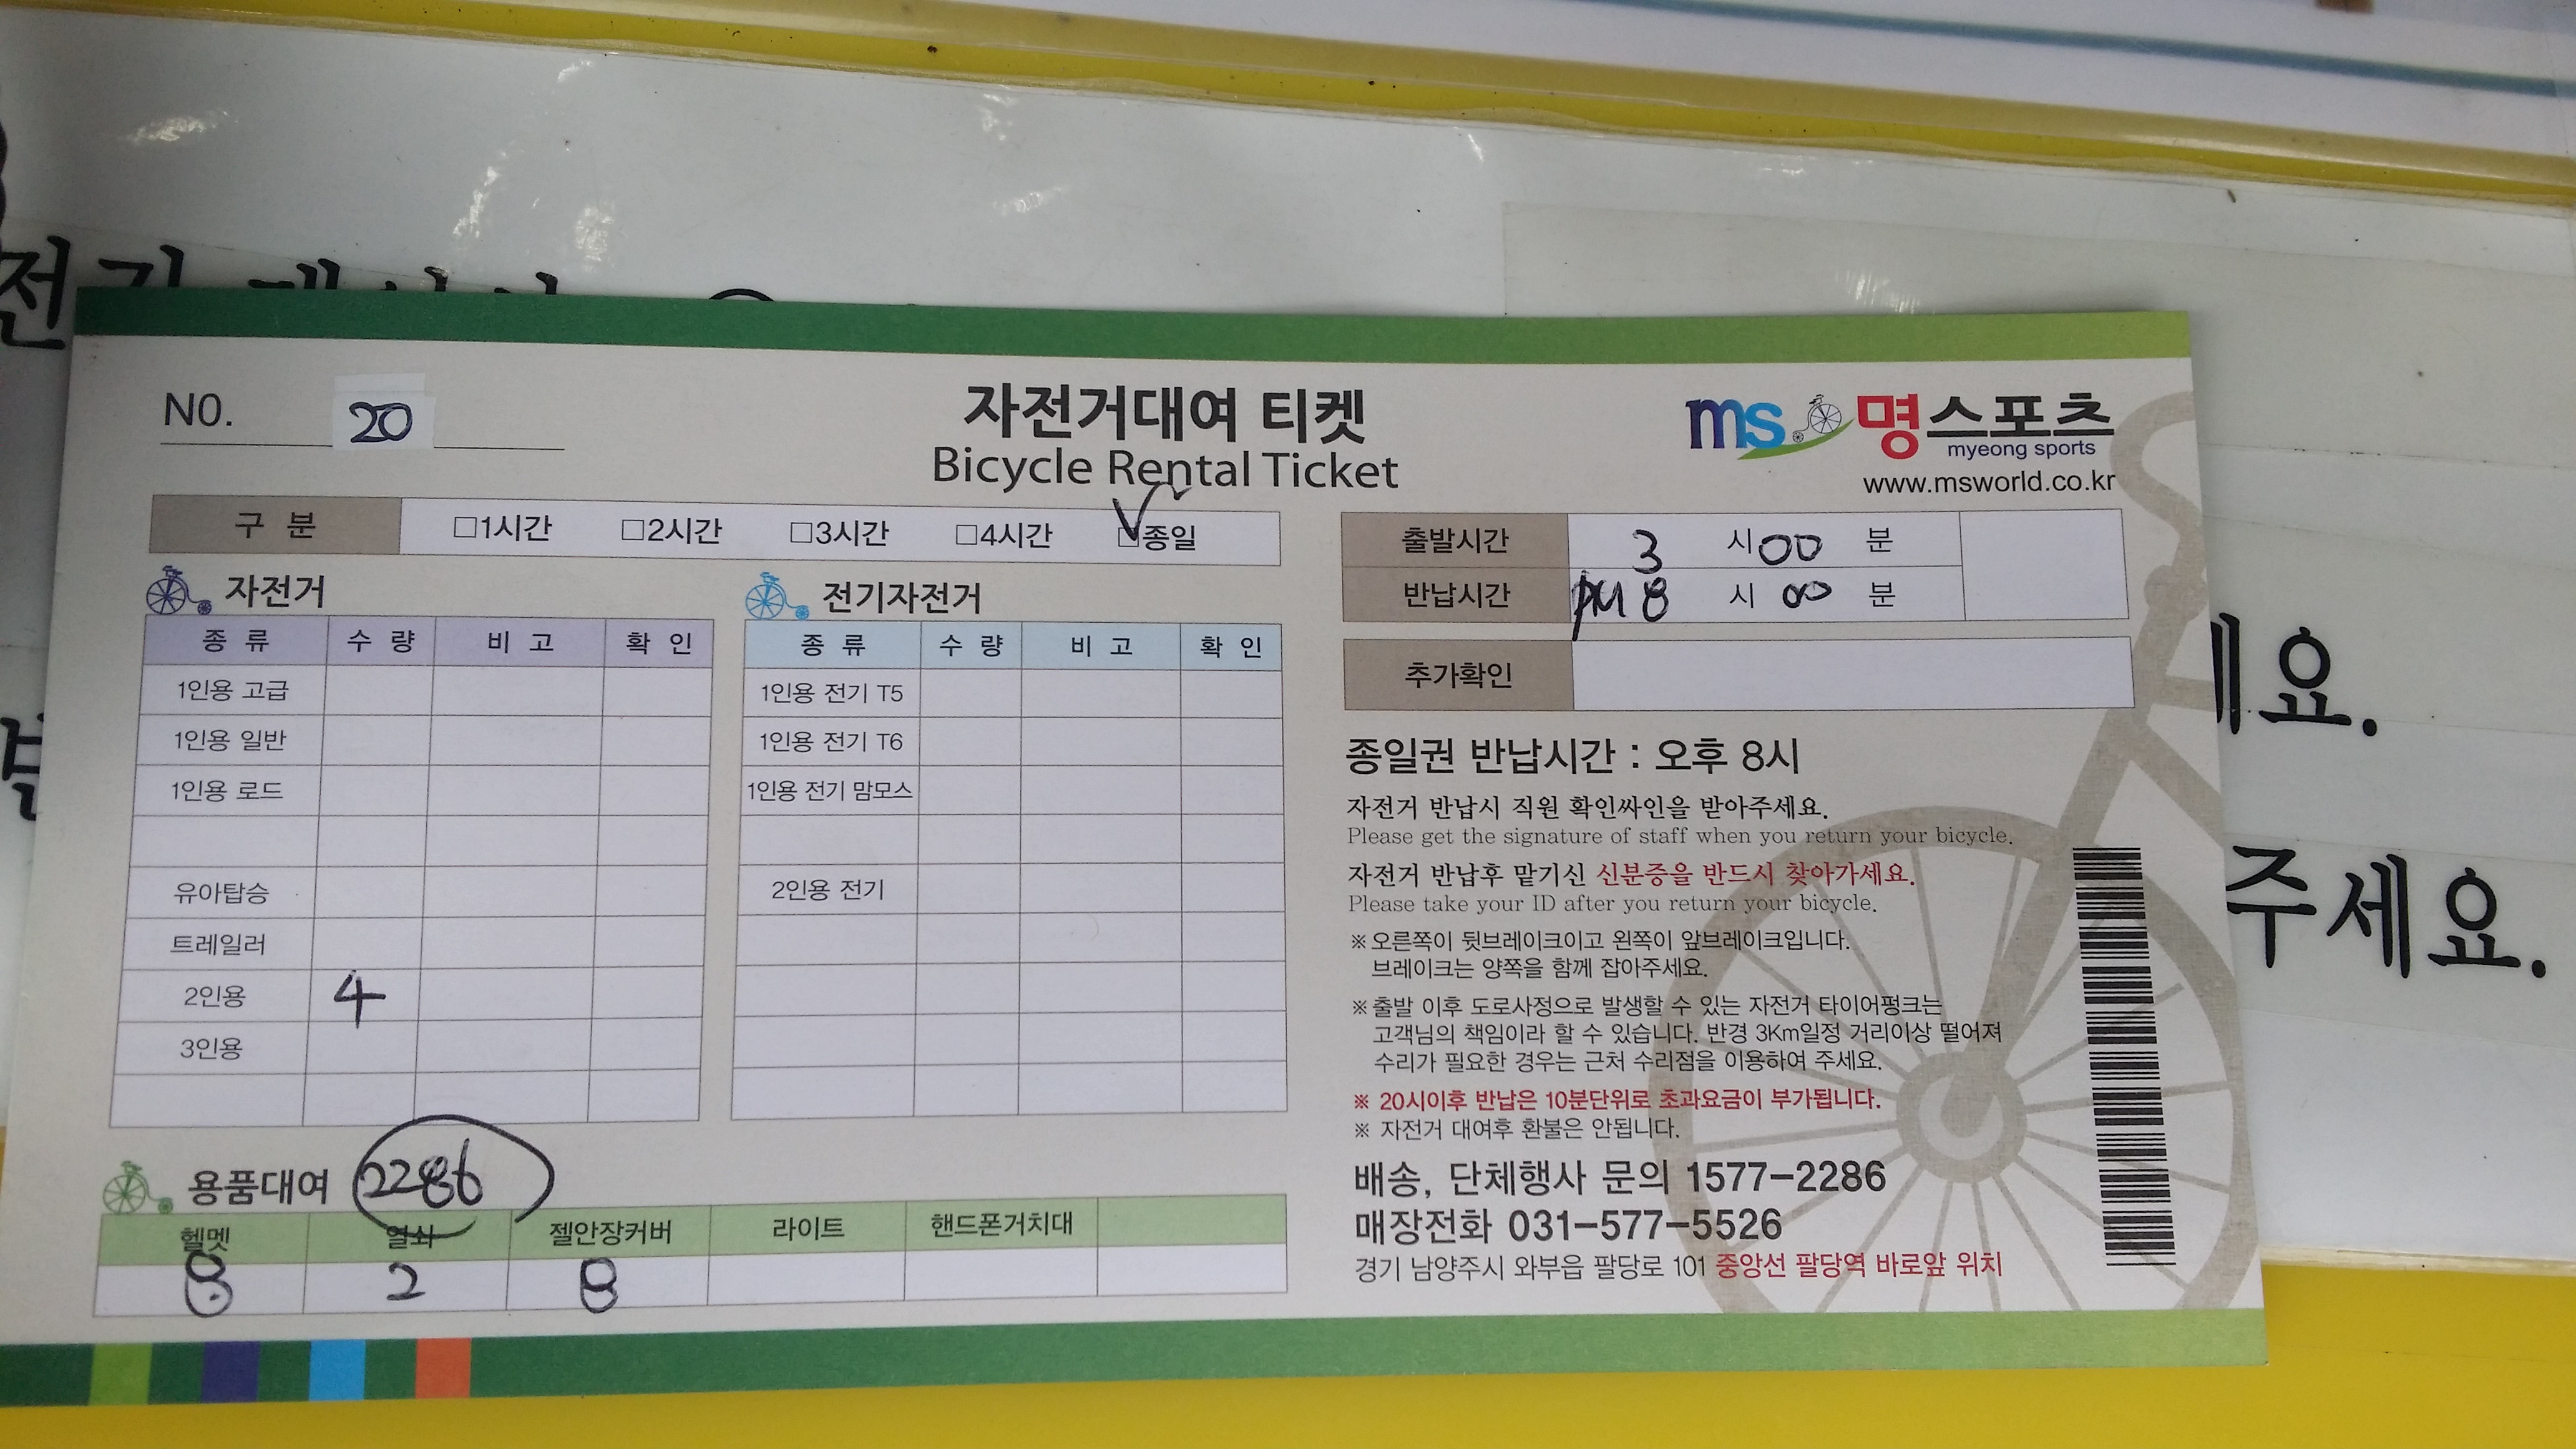 NO. 20
자전거대여 티켓
Bicycle Rental Ticket
ms 명스포츠
myeong sports
www.msworld.co.kr
구 분 □1시간 □2시간 □3시간 □4시간 □종일
출발시간 3 시 00 분
반납시간 PM 8 시 00 분
추가확인
자전거
종 류 수 량 비 고 확 인
1인용 고급
1인용 일반
1인용 로드
유아탑승
트레일러
2인용 4
3인용
전기자전거
종 류 수 량 비 고 확 인
1인용 전기 T5
1인용 전기 T6
1인용 전기 맘모스
2인용 전기
용품대여 2286
헬멧 열쇠 젤안장커버 라이트 핸드폰거치대
8 2 8
종일권 반납시간 : 오후 8시
자전거 반납시 직원 확인싸인을 받아주세요.
Please get the signature of staff when you return your bicycle.
자전거 반납후 맡기신 신분증을 반드시 찾아가세요.
Please take your ID after you return your bicycle.
※ 오른쪽이 뒷브레이크이고 왼쪽이 앞브레이크입니다.
브레이크는 양쪽을 함께 잡아주세요.
※ 출발 이후 도로사정으로 발생할 수 있는 자전거 타이어펑크는
고객님의 책임이라 할 수 있습니다. 반경 3Km일정 거리이상 떨어져
수리가 필요한 경우는 근처 수리점을 이용하여 주세요.
※ 20시이후 반납은 10분단위로 초과요금이 부가됩니다.
※ 자전거 대여후 환불은 안됩니다.
배송, 단체행사 문의 1577-2286
매장전화 031-577-5526
경기 남양주시 와부읍 팔당로 101 중앙선 팔당역 바로앞 위치
세요.
주세요.